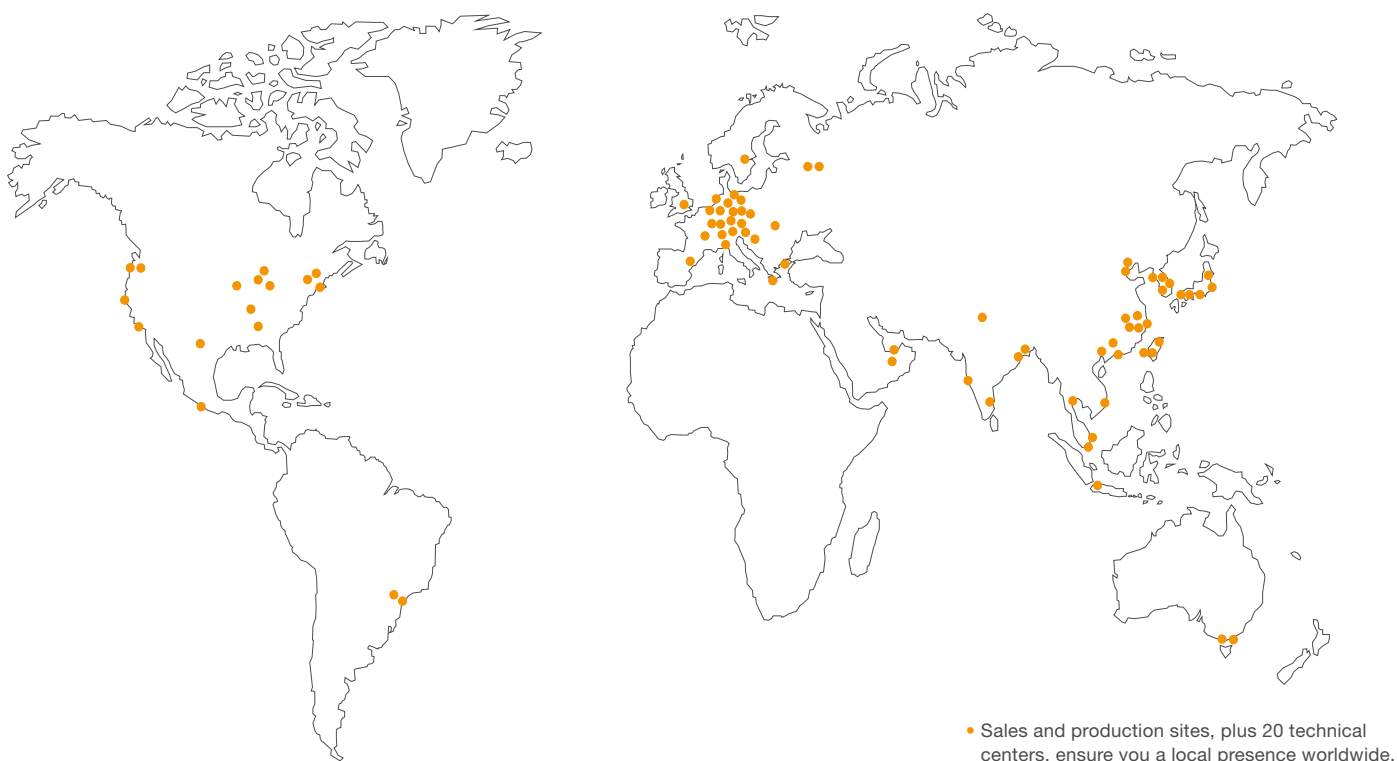 Sales and production sites, plus 20 technical
centers, ensure you a local presence worldwide.